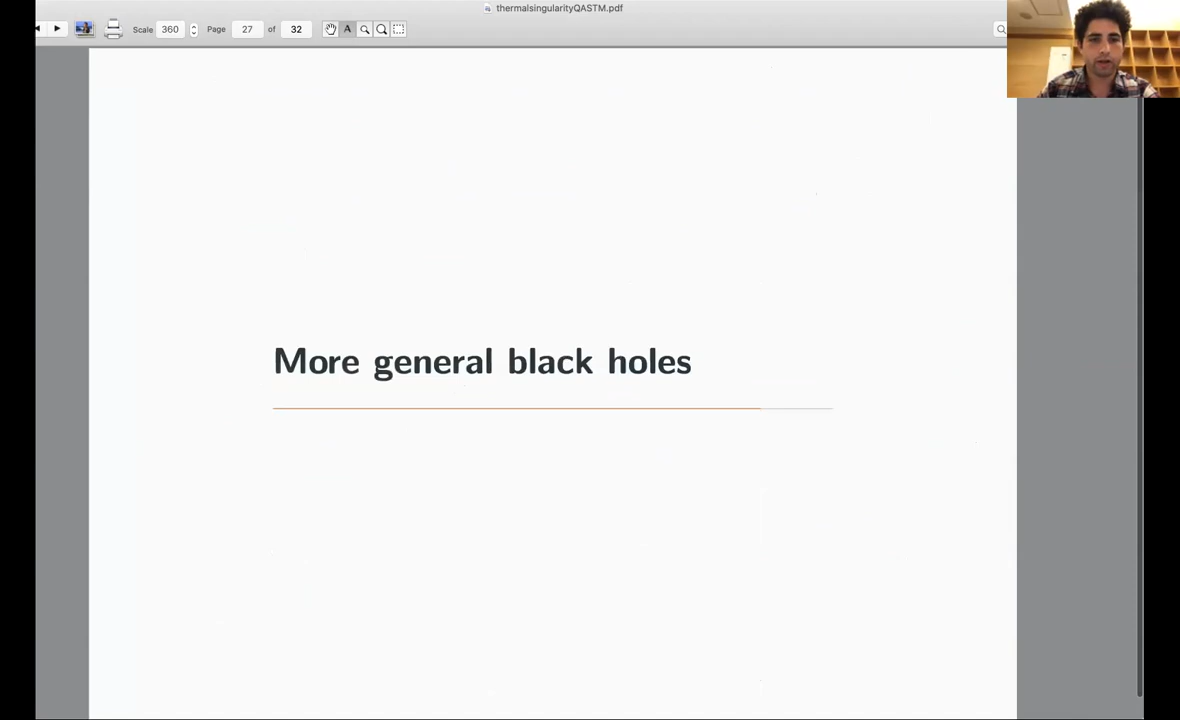 thermalsingularityQASTM.pdf
Scale 360 Page 27 of 32 A
More general black holes